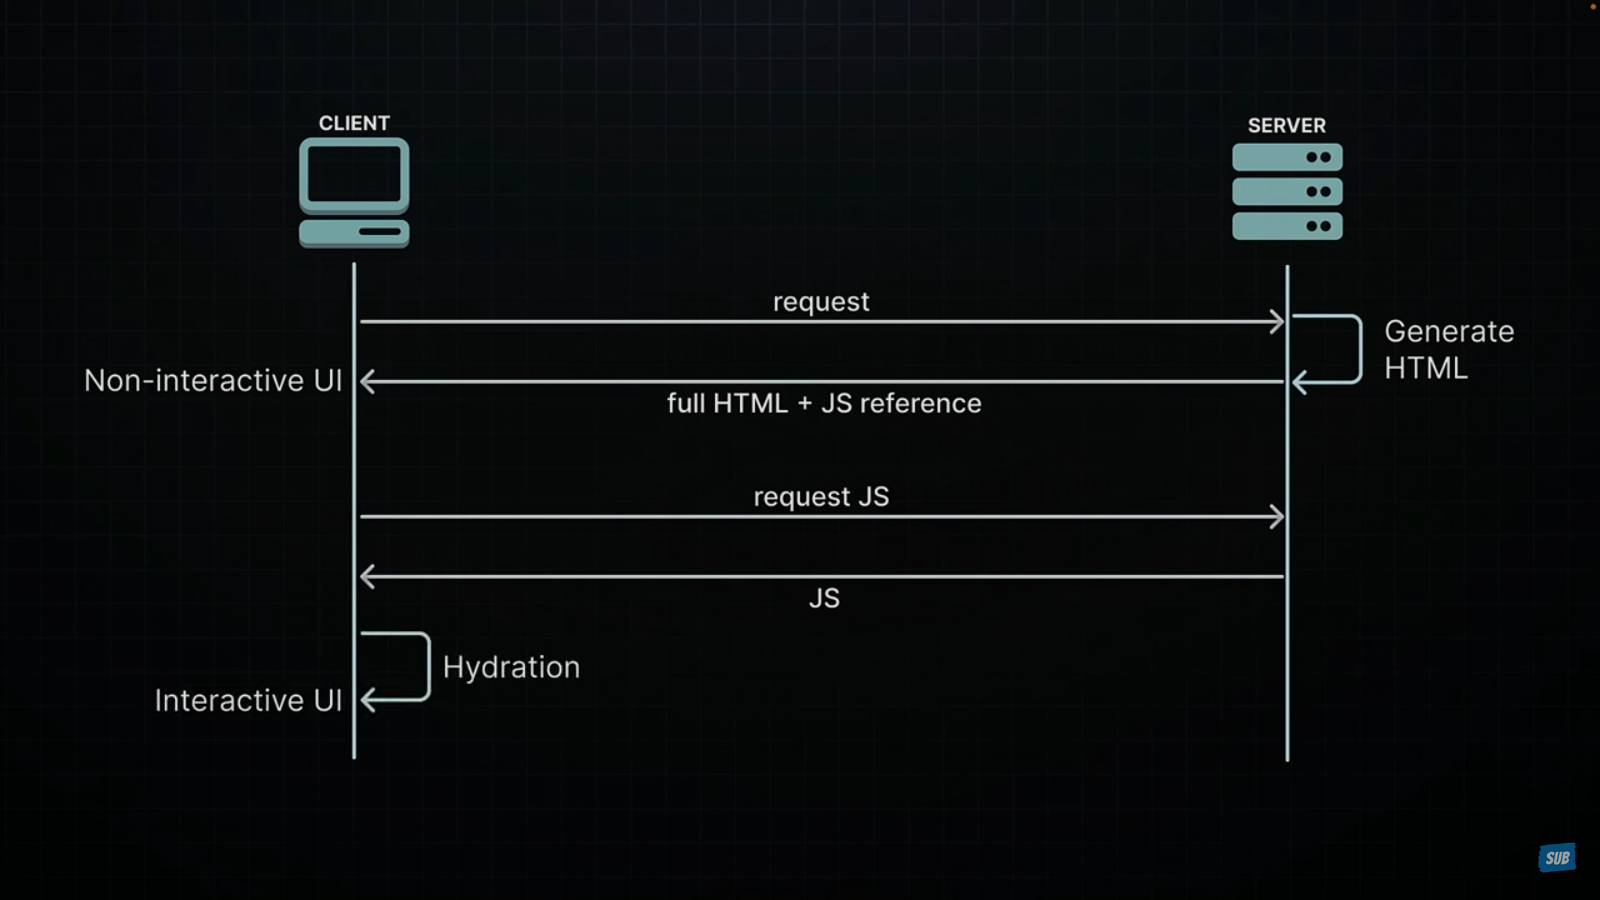 CLIENT
SERVER
request
Generate
HTML
Non-interactive UI
full HTML + JS reference
request JS
JS
Hydration
Interactive UI
SUB